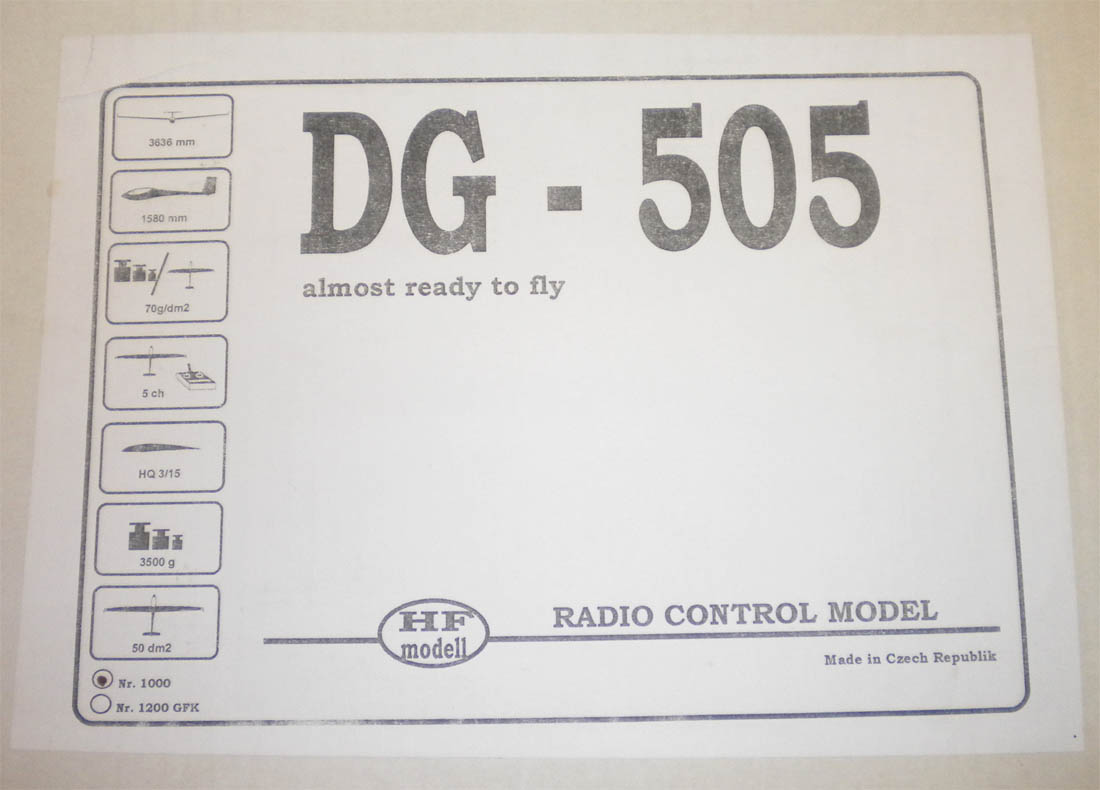 DG - 505
almost ready to fly
3636 mm
1580 mm
70g/dm2
5 ch
HQ 3/15
3500 g
50 dm2
Nr. 1000
Nr. 1200 GFK
HF
modell
RADIO CONTROL MODEL
Made in Czech Republik